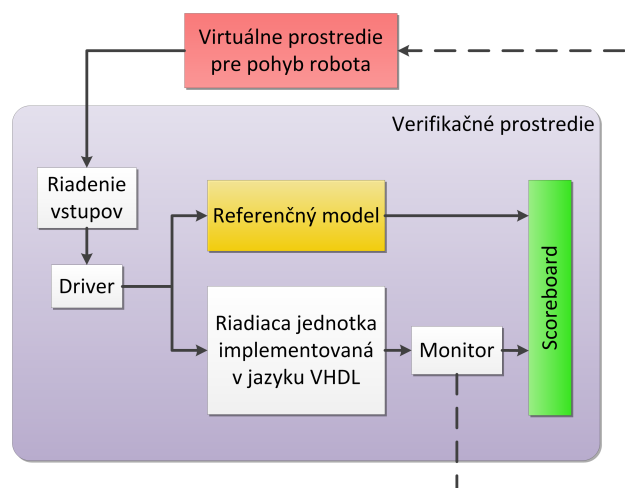 Virtuálne prostredie
pre pohyb robota
Verifikačné prostredie
Riadenie
vstupov
Referenčný model
Driver
Riadiaca jednotka
implementovaná
v jazyku VHDL
Monitor
Scoreboard